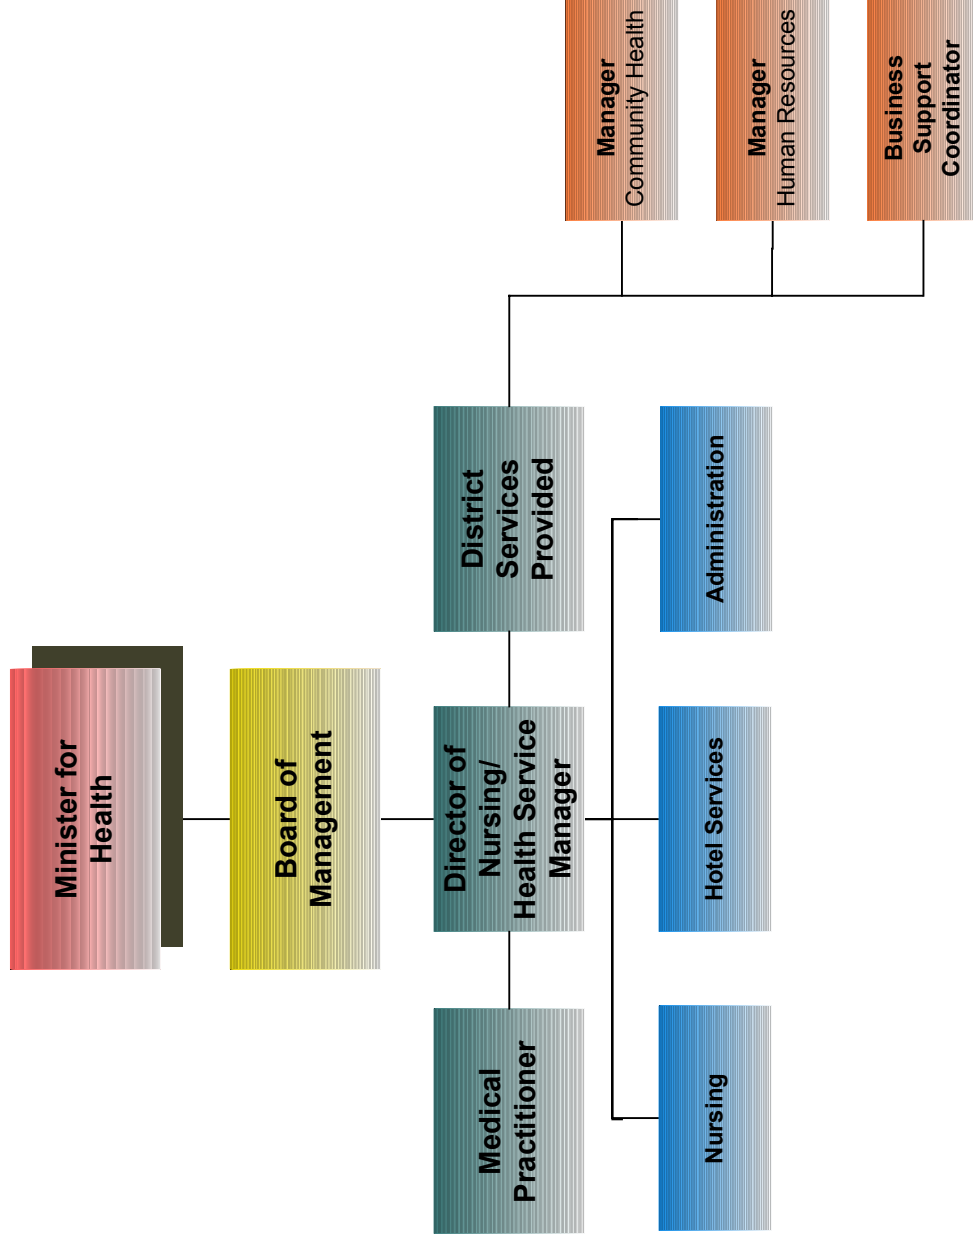 Minister for
Health
Board of
Management
Medical
Practitioner
Director of
Nursing/
Health Service
Manager
District
Services
Provided
Nursing
Hotel Services
Administration
Manager
Community Health
Manager
Human Resources
Business
Support
Coordinator